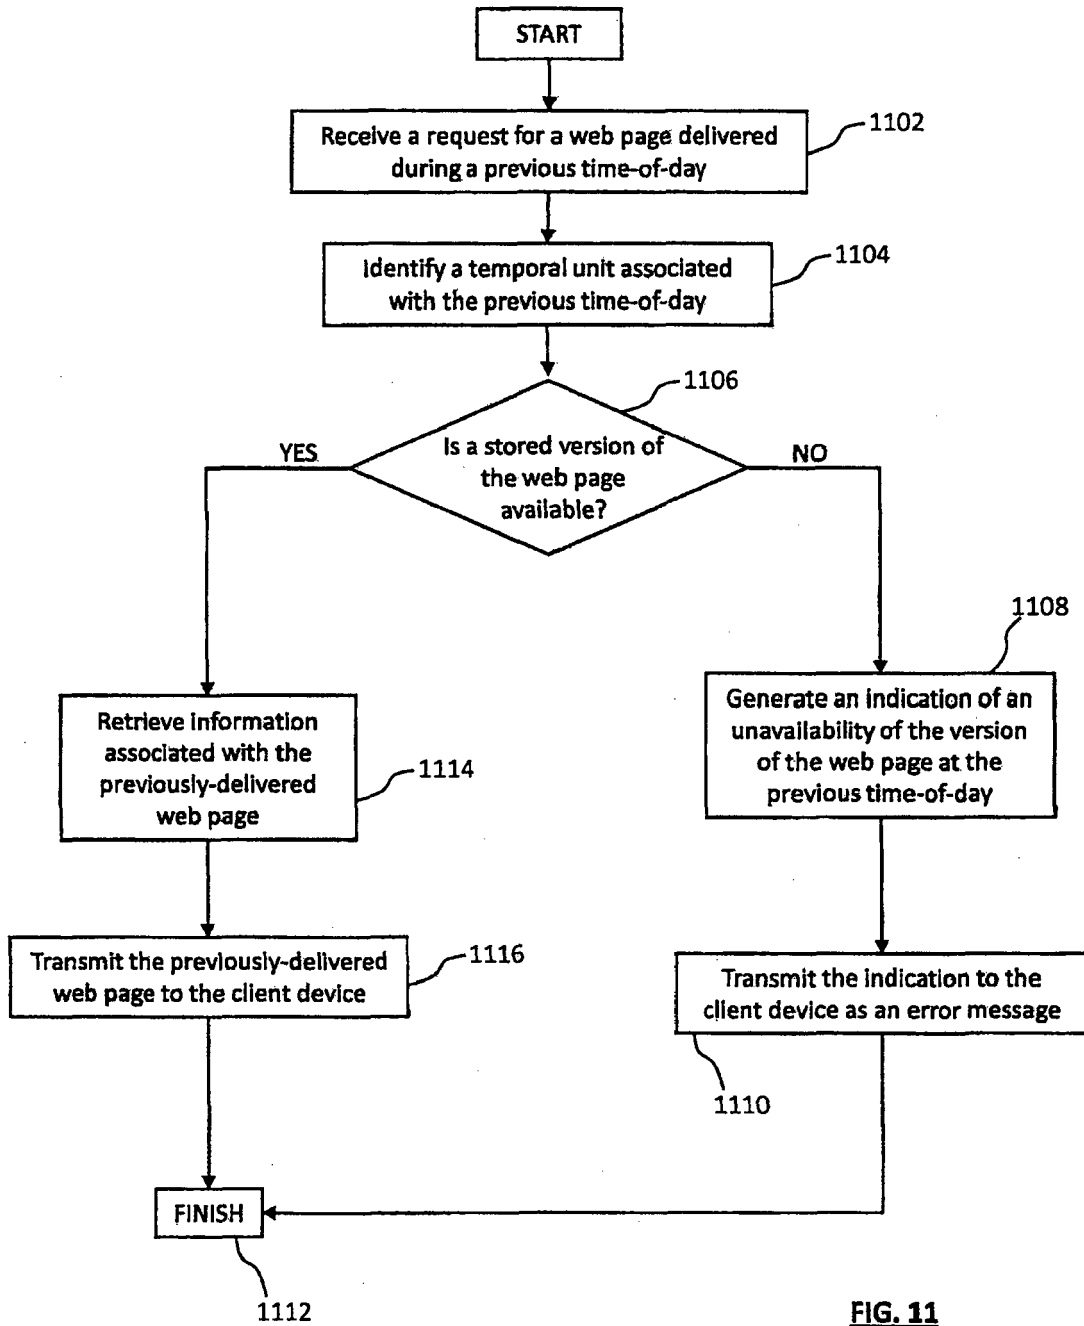 START
Receive a request for a web page delivered
during a previous time-of-day
1102
Identify a temporal unit associated
with the previous time-of-day
1104
1106
Is a stored version of
the web page
available?
YES
NO
1108
Retrieve information
associated with the
previously-delivered
web page
1114
Generate an indication of an
unavailability of the version
of the web page at the
previous time-of-day
Transmit the previously-delivered
web page to the client device
1116
Transmit the indication to the
client device as an error message
1110
FINISH
1112
FIG. 11